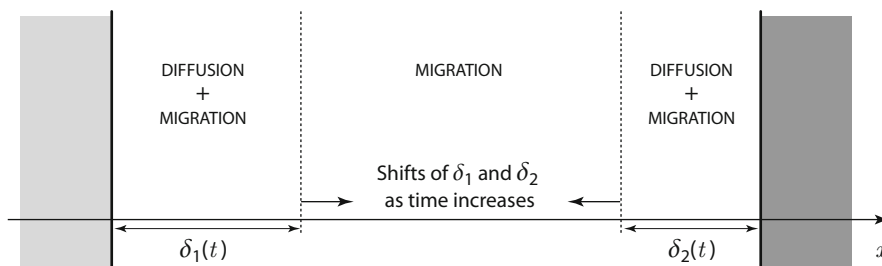 DIFFUSION
+
MIGRATION
MIGRATION
DIFFUSION
+
MIGRATION
Shifts of δ₁ and δ₂
as time increases
δ₁(t)
δ₂(t)
x